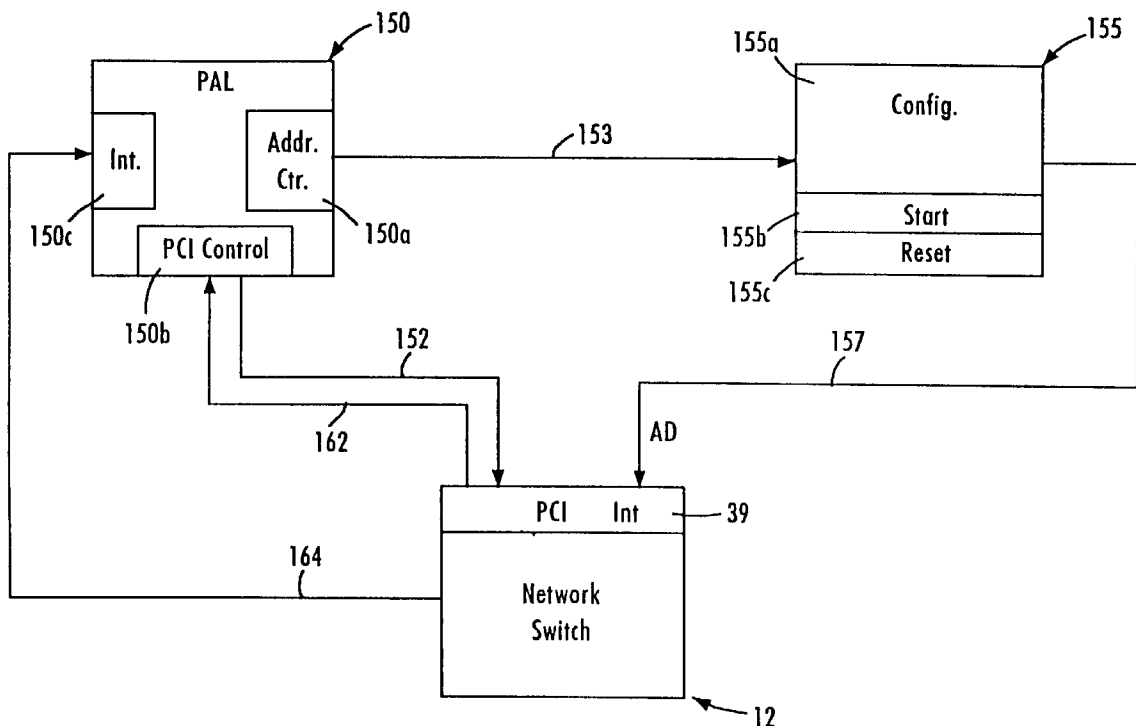 150
PAL
Int.
Addr.
Ctr.
150c
150a
PCI Control
150b
153
155
155a
Config.
Start
155b
Reset
155c
152
162
157
AD
PCI Int
39
164
Network
Switch
12